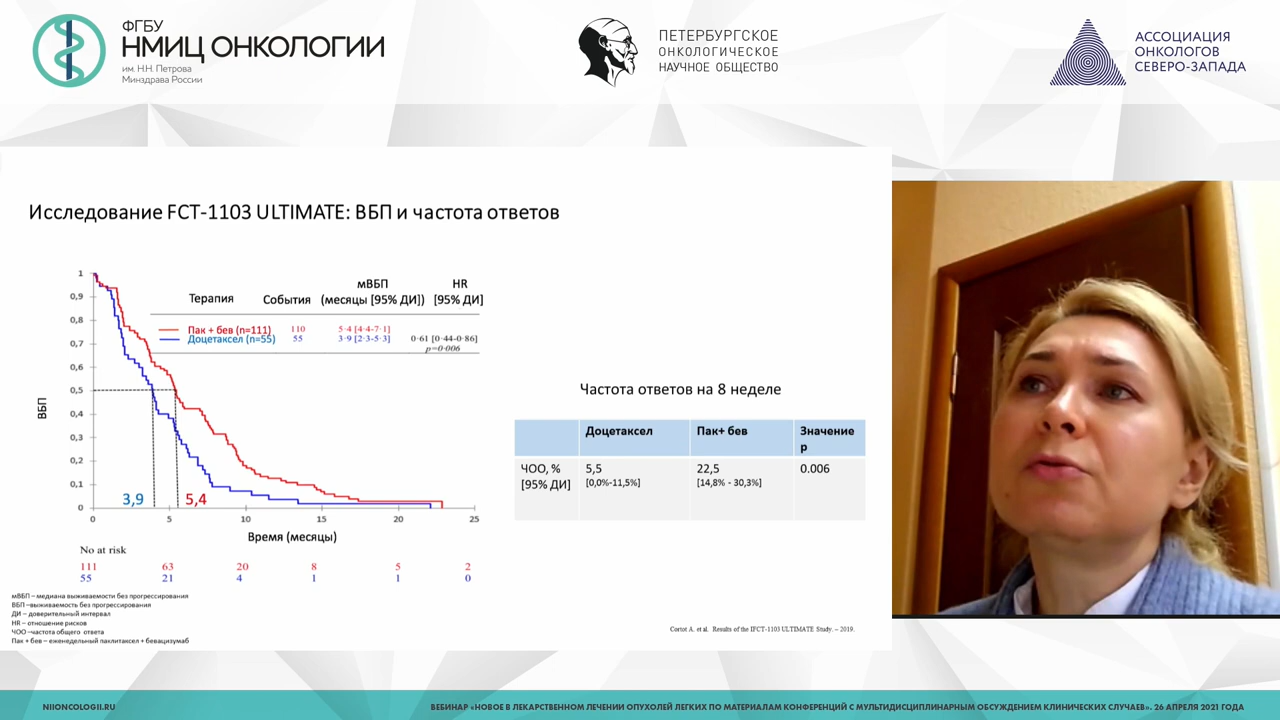 ФГБУ
НМИЦ ОНКОЛОГИИ
им. Н.Н. Петрова
Минздрава России
ПЕТЕРБУРГСКОЕ
ОНКОЛОГИЧЕСКОЕ
НАУЧНОЕ ОБЩЕСТВО
АССОЦИАЦИЯ
ОНКОЛОГОВ
СЕВЕРО-ЗАПАДА
Исследование FCT-1103 ULTIMATE: ВБП и частота ответов
Терапия События мВБП (месяцы [95% ДИ]) HR [95% ДИ]
Пак + бев (n=111) 110 5·4 [4·4-7·1]
Доцетаксел (n=55) 55 3·9 [2·3-5·3] 0·61 [0·44-0·86]
p=0·006
ВБП
1
0,9
0,8
0,7
0,6
0,5
0,4
0,3
0,2
0,1
0
3,9 5,4
0 5 10 15 20 25
Время (месяцы)
No at risk
111 63 20 8 5 2
55 21 4 1 1 0
Частота ответов на 8 неделе
Доцетаксел Пак+ бев Значение
р
ЧОО, % 5,5 22,5 0.006
[95% ДИ] [0,0%-11,5%] [14,8% - 30,3%]
мВБП – медиана выживаемости без прогрессирования
ВБП –выживаемость без прогрессирования
ДИ – доверительный интервал
HR – отношение рисков
ЧОО –частота общего ответа
Пак + бев – еженедельный паклитаксел + бевацизумаб
Cortot A. et al. Results of the IFCT-1103 ULTIMATE Study. – 2019.
NIIONCOLOGII.RU
ВЕБИНАР «НОВОЕ В ЛЕКАРСТВЕННОМ ЛЕЧЕНИИ ОПУХОЛЕЙ ЛЕГКИХ ПО МАТЕРИАЛАМ КОНФЕРЕНЦИЙ С МУЛЬТИДИСЦИПЛИНАРНЫМ ОБСУЖДЕНИЕМ КЛИНИЧЕСКИХ СЛУЧАЕВ». 26 АПРЕЛЯ 2021 ГОДА